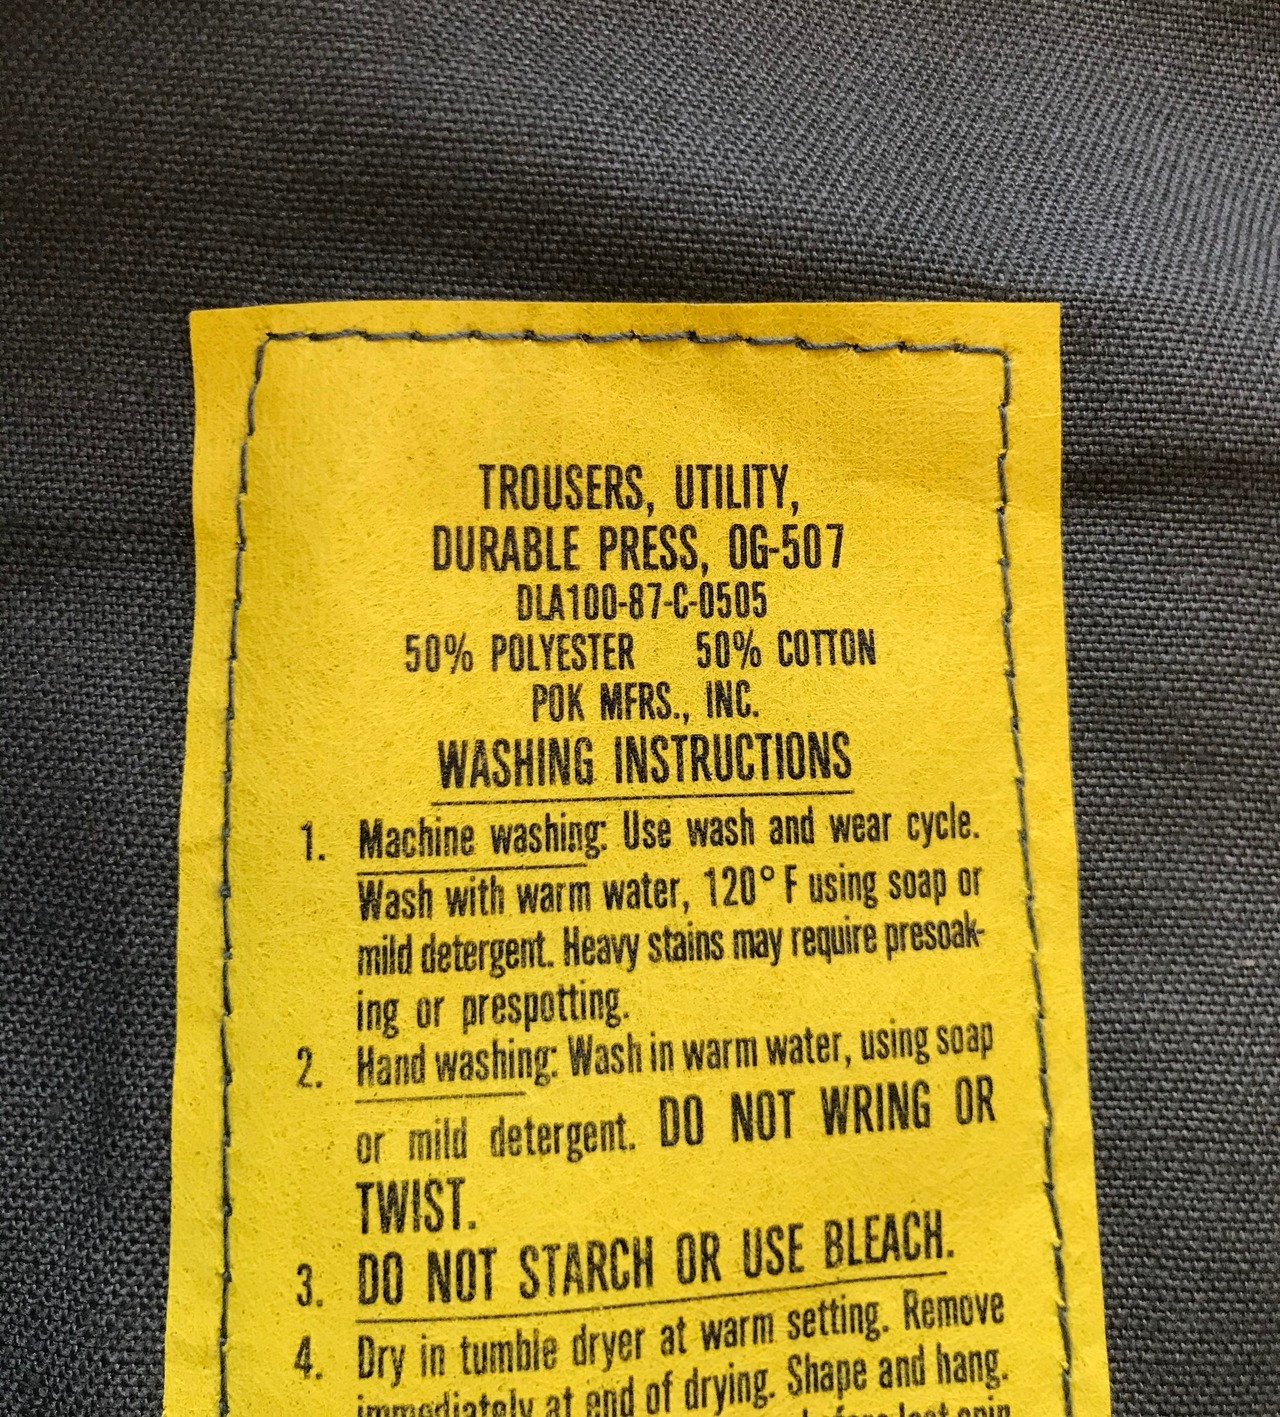 TROUSERS, UTILITY,
DURABLE PRESS, OG-507
DLA100-87-C-0505
50% POLYESTER 50% COTTON
POK MFRS., INC.
WASHING INSTRUCTIONS
1. Machine washing: Use wash and wear cycle.
Wash with warm water, 120° F using soap or
mild detergent. Heavy stains may require presoak-
ing or prespotting.
2. Hand washing: Wash in warm water, using soap
or mild detergent. DO NOT WRING OR
TWIST.
3. DO NOT STARCH OR USE BLEACH.
4. Dry in tumble dryer at warm setting. Remove
immediately at end of drying. Shape and hang.
before last spin